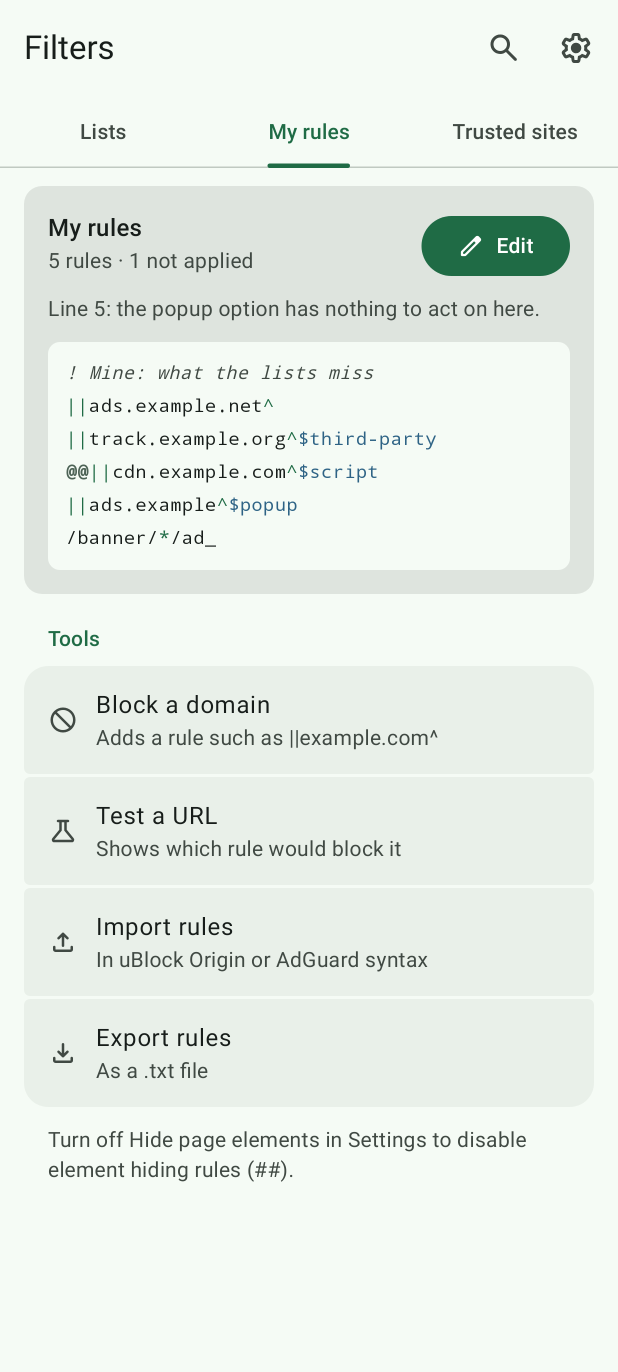 Filters
Lists
My rules
Trusted sites
My rules
5 rules · 1 not applied
Edit
Line 5: the popup option has nothing to act on here.
! Mine: what the lists miss
||ads.example.net^
||track.example.org^$third-party
@@||cdn.example.com^$script
||ads.example^$popup
/banner/*/ad_
Tools
Block a domain
Adds a rule such as ||example.com^
Test a URL
Shows which rule would block it
Import rules
In uBlock Origin or AdGuard syntax
Export rules
As a .txt file
Turn off Hide page elements in Settings to disable
element hiding rules (##).